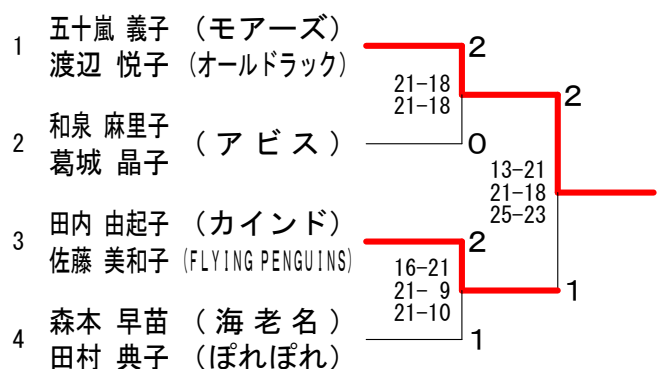 1 五十嵐 義子 (モアーズ)
渡辺 悦子 (オールドラック)
2
21-18
21-18
2
2 和泉 麻里子
葛城 晶子 (アビス)
0
13-21
21-18
25-23
3 田内 由起子 (カインド)
佐藤 美和子 (FLYING PENGUINS)
2
16-21
21- 9
21-10
1
4 森本 早苗 (海老名)
田村 典子 (ぽれぽれ)
1